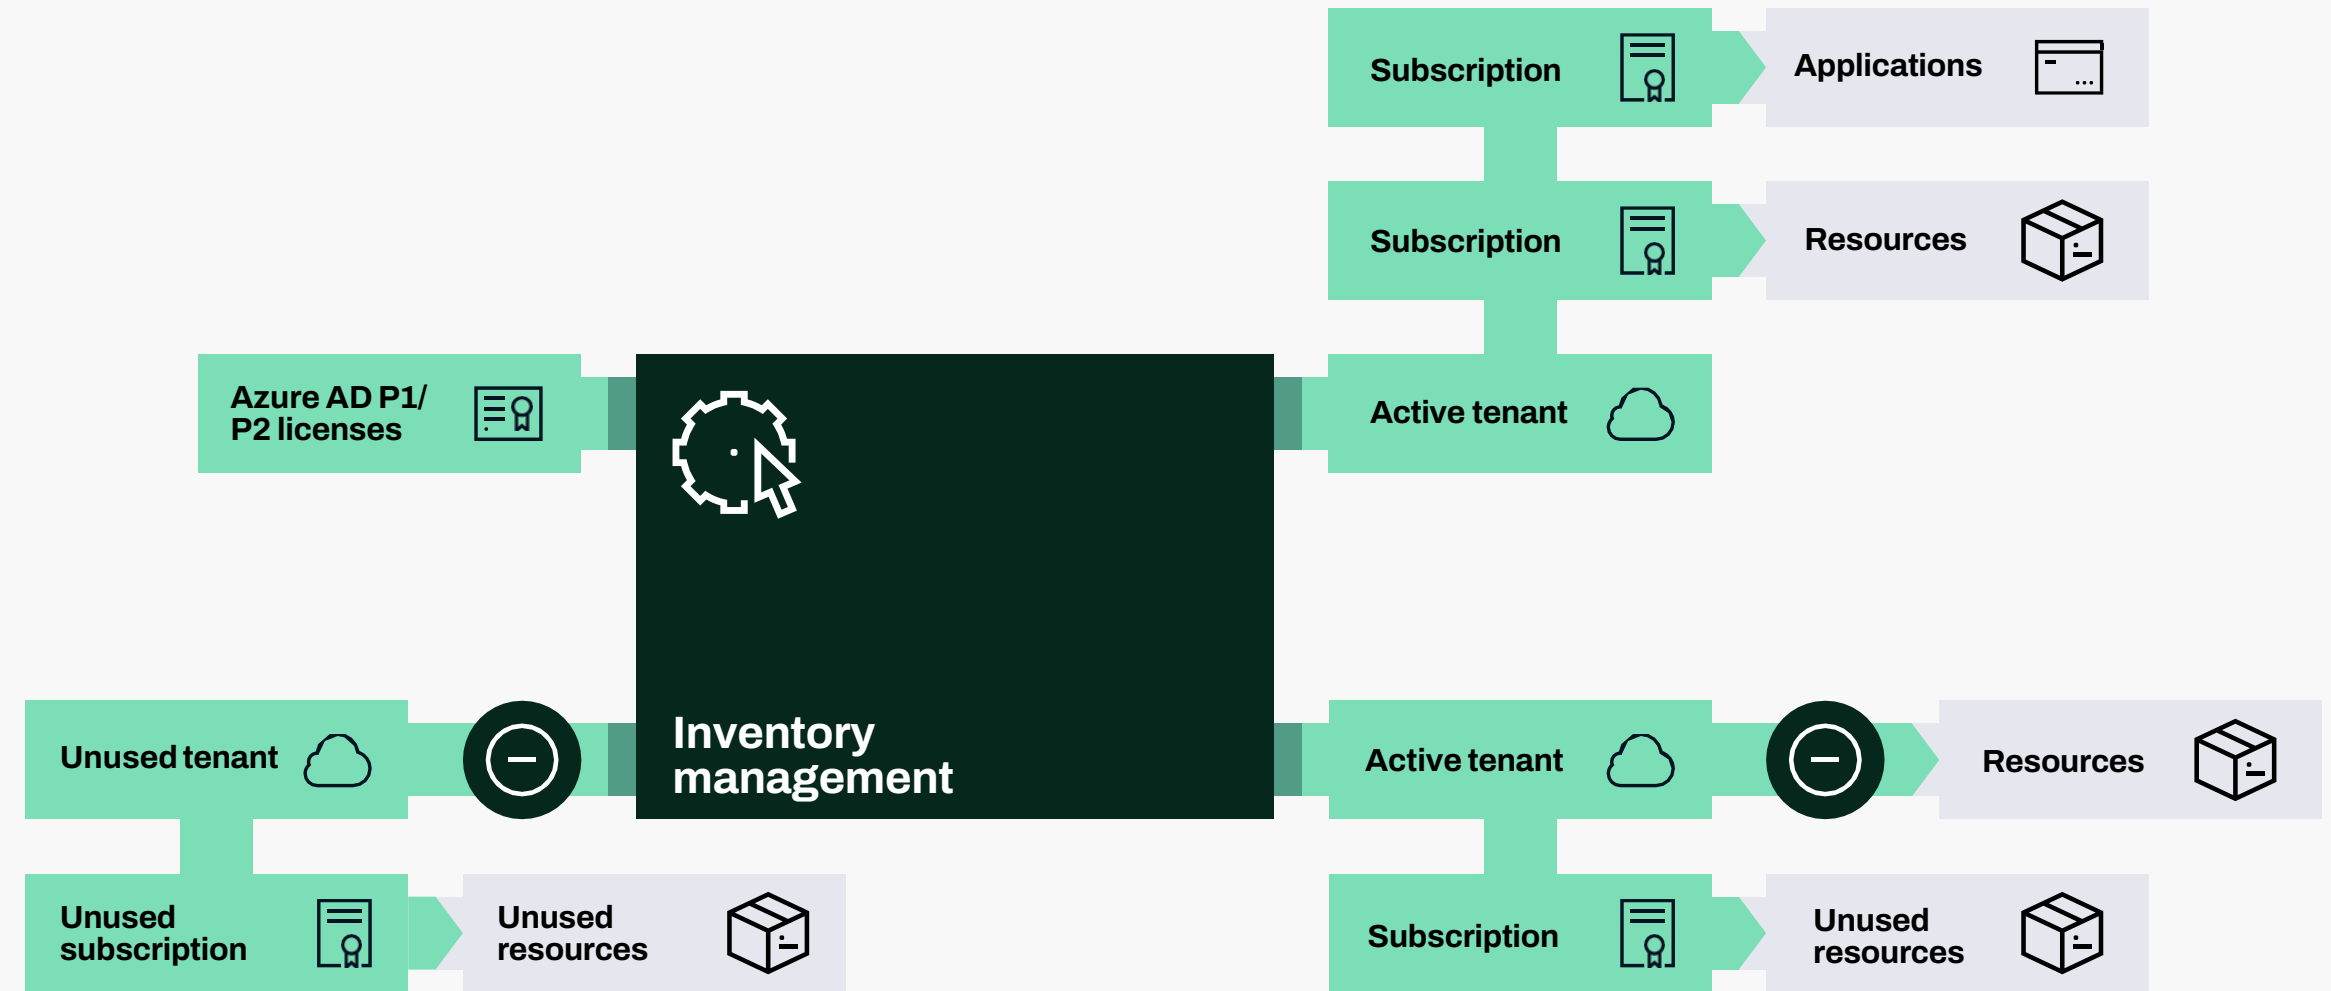 Subscription
Applications
Subscription
Resources
Azure AD P1/
P2 licenses
Active tenant
Inventory
management
Unused tenant
Active tenant
Resources
Unused
subscription
Unused
resources
Subscription
Unused
resources